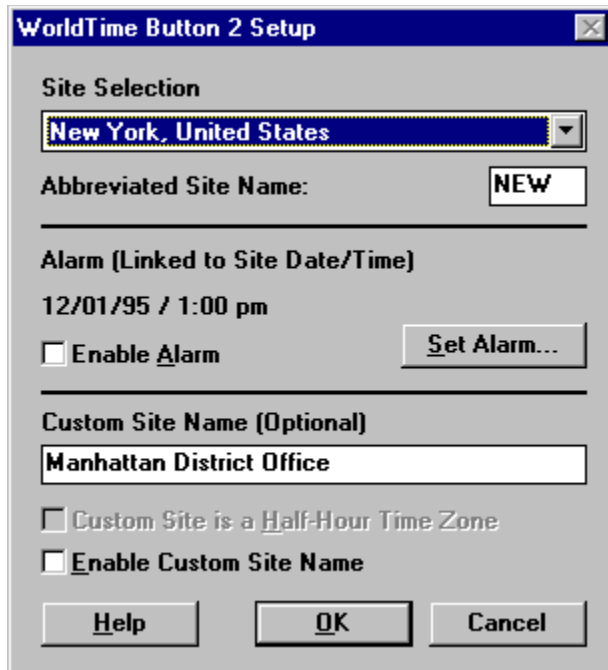 WorldTime Button 2 Setup
Site Selection
New York, United States
Abbreviated Site Name: NEW
Alarm (Linked to Site Date/Time)
12/01/95 / 1:00 pm
Enable Alarm Set Alarm...
Custom Site Name (Optional)
Manhattan District Office
Custom Site is a Half-Hour Time Zone
Enable Custom Site Name
Help OK Cancel